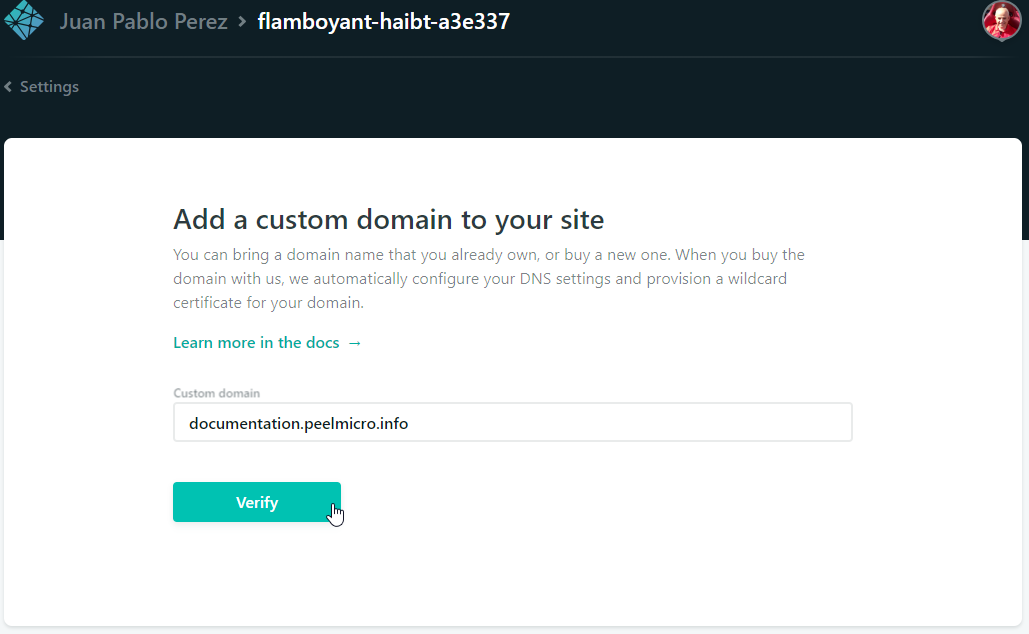 Juan Pablo Perez > flamboyant-haibt-a3e337
Settings
Add a custom domain to your site
You can bring a domain name that you already own, or buy a new one. When you buy the
domain with us, we automatically configure your DNS settings and provision a wildcard
certificate for your domain.
Learn more in the docs →
Custom domain
documentation.peelmicro.info
Verify